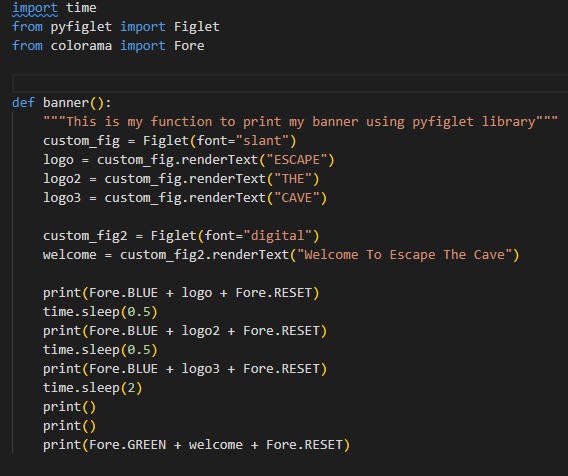 import time
from pyfiglet import Figlet
from colorama import Fore
def banner():
    """This is my function to print my banner using pyfiglet library"""
    custom_fig = Figlet(font="slant")
    logo = custom_fig.renderText("ESCAPE")
    logo2 = custom_fig.renderText("THE")
    logo3 = custom_fig.renderText("CAVE")
    custom_fig2 = Figlet(font="digital")
    welcome = custom_fig2.renderText("Welcome To Escape The Cave")
    print(Fore.BLUE + logo + Fore.RESET)
    time.sleep(0.5)
    print(Fore.BLUE + logo2 + Fore.RESET)
    time.sleep(0.5)
    print(Fore.BLUE + logo3 + Fore.RESET)
    time.sleep(2)
    print()
    print()
    print(Fore.GREEN + welcome + Fore.RESET)